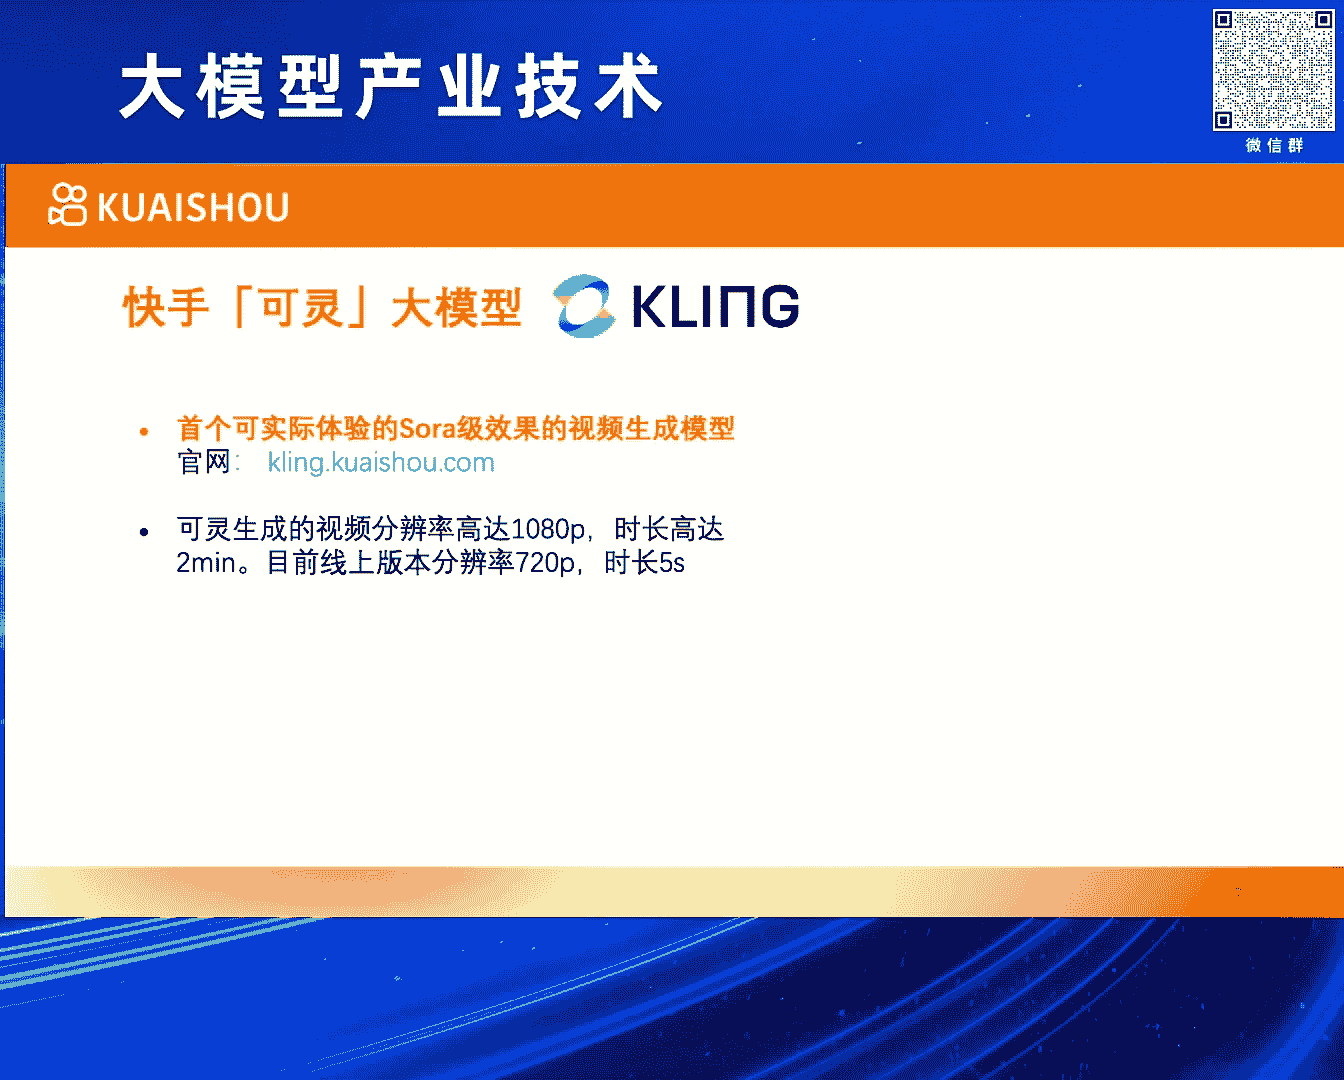 大模型产业技术
微信群
KUAISHOU
快手「可灵」大模型 KLING
• 首个可实际体验的Sora级效果的视频生成模型
官网： kling.kuaishou.com
• 可灵生成的视频分辨率高达1080p，时长高达
2min。目前线上版本分辨率720p，时长5s